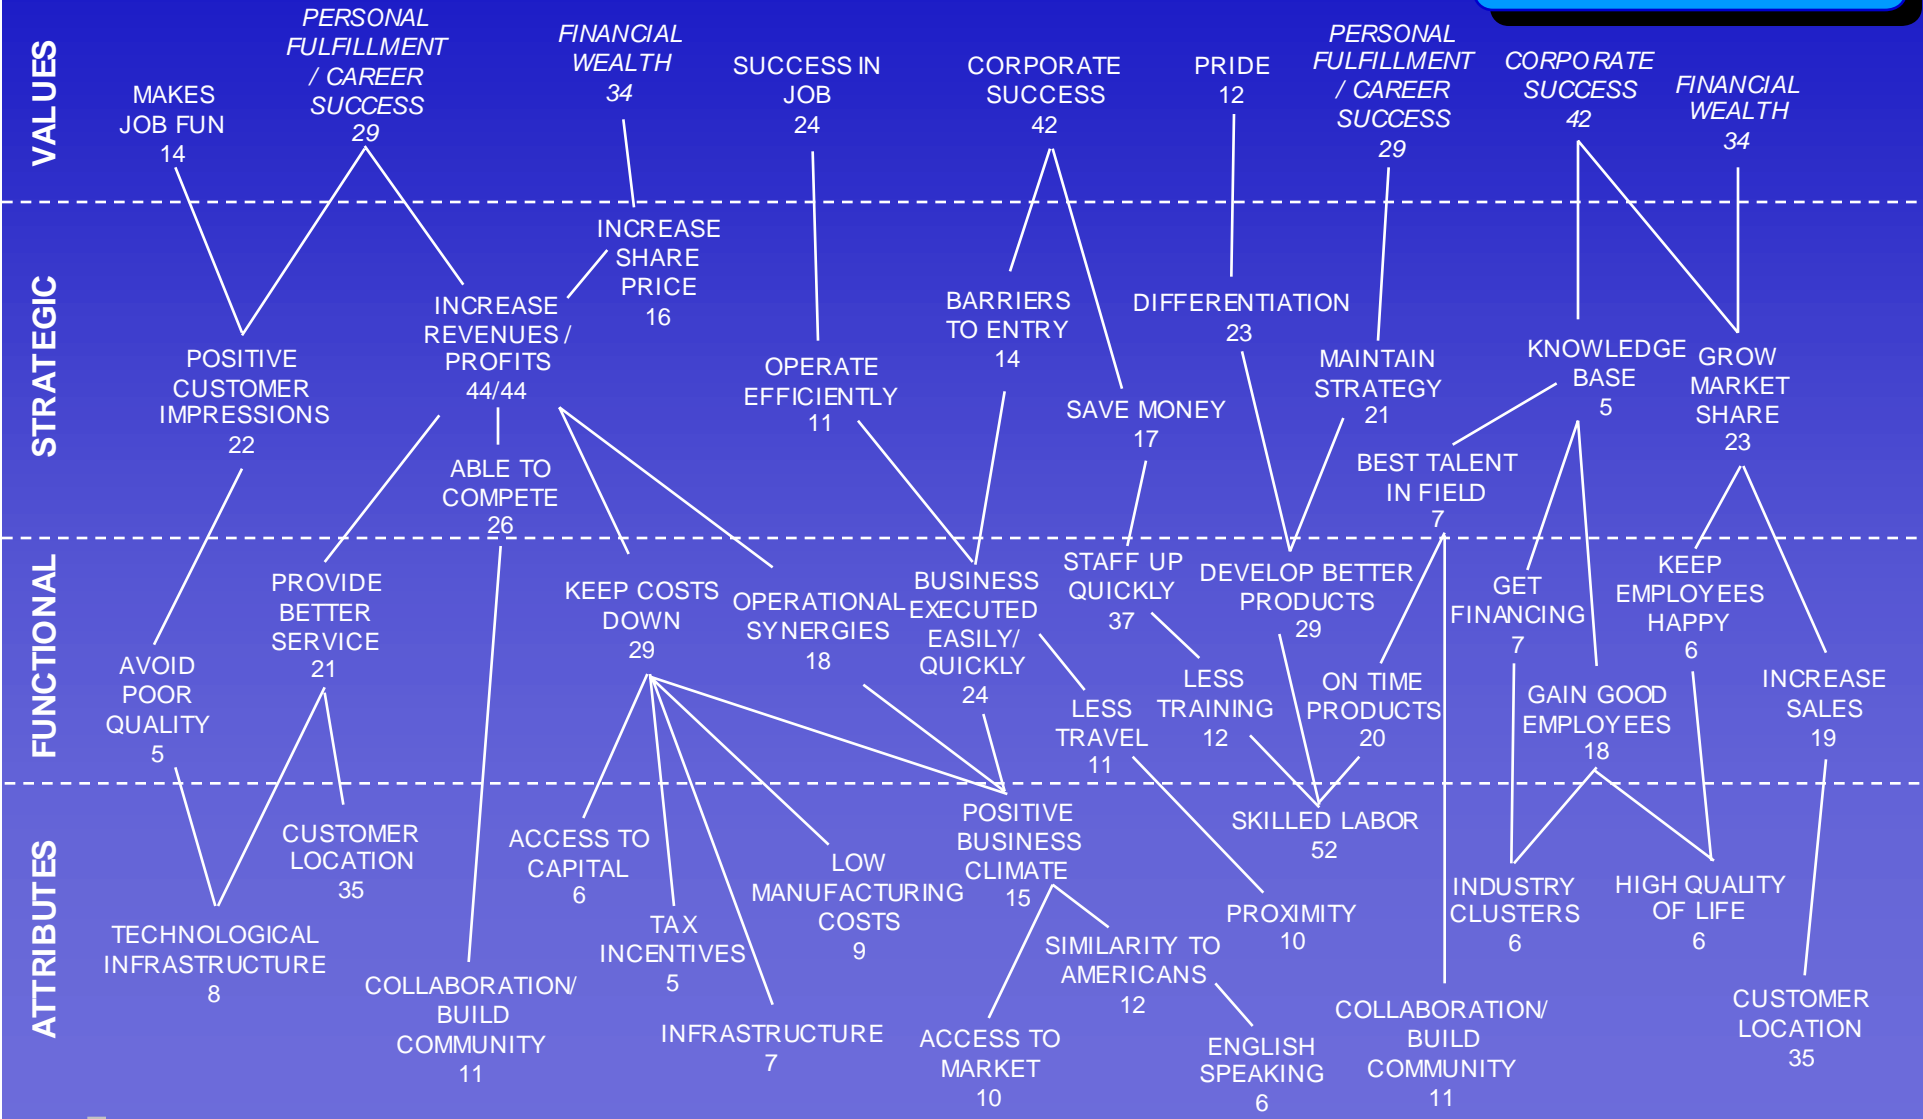 VALUES
MAKES
JOB FUN
14
PERSONAL
FULFILLMENT
/ CAREER
SUCCESS
29
FINANCIAL
WEALTH
34
SUCCESS IN
JOB
24
CORPORATE
SUCCESS
42
PRIDE
12
PERSONAL
FULFILLMENT
/ CAREER
SUCCESS
29
CORPORATE
SUCCESS
42
FINANCIAL
WEALTH
34
STRATEGIC
POSITIVE
CUSTOMER
IMPRESSIONS
22
INCREASE
REVENUES /
PROFITS
44/44
INCREASE
SHARE
PRICE
16
ABLE TO
COMPETE
26
OPERATE
EFFICIENTLY
11
BARRIERS
TO ENTRY
14
SAVE MONEY
17
DIFFERENTIATION
23
MAINTAIN
STRATEGY
21
BEST TALENT
IN FIELD
7
KNOWLEDGE
BASE
5
GROW
MARKET
SHARE
23
FUNCTIONAL
AVOID
POOR
QUALITY
5
PROVIDE
BETTER
SERVICE
21
KEEP COSTS
DOWN
29
OPERATIONAL
SYNERGIES
18
BUSINESS
EXECUTED
EASILY/
QUICKLY
24
LESS
TRAVEL
11
STAFF UP
QUICKLY
37
LESS
TRAINING
12
DEVELOP BETTER
PRODUCTS
29
ON TIME
PRODUCTS
20
GET
FINANCING
7
GAIN GOOD
EMPLOYEES
18
KEEP
EMPLOYEES
HAPPY
6
INCREASE
SALES
19
ATTRIBUTES
TECHNOLOGICAL
INFRASTRUCTURE
8
CUSTOMER
LOCATION
35
COLLABORATION/
BUILD
COMMUNITY
11
ACCESS TO
CAPITAL
6
TAX
INCENTIVES
5
INFRASTRUCTURE
7
LOW
MANUFACTURING
COSTS
9
POSITIVE
BUSINESS
CLIMATE
15
ACCESS TO
MARKET
10
SIMILARITY TO
AMERICANS
12
ENGLISH
SPEAKING
6
PROXIMITY
10
SKILLED LABOR
52
COLLABORATION/
BUILD
COMMUNITY
11
INDUSTRY
CLUSTERS
6
HIGH QUALITY
OF LIFE
6
CUSTOMER
LOCATION
35